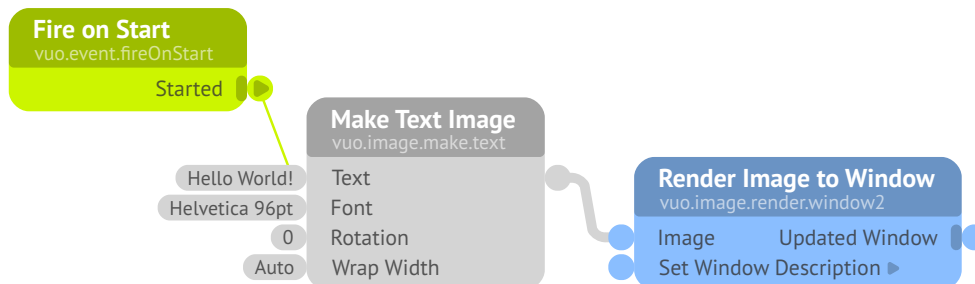 Fire on Start
vuo.event.fireOnStart
Started
Make Text Image
vuo.image.make.text
Hello World! Text
Helvetica 96pt Font
0 Rotation
Auto Wrap Width
Render Image to Window
vuo.image.render.window2
Image Updated Window
Set Window Description